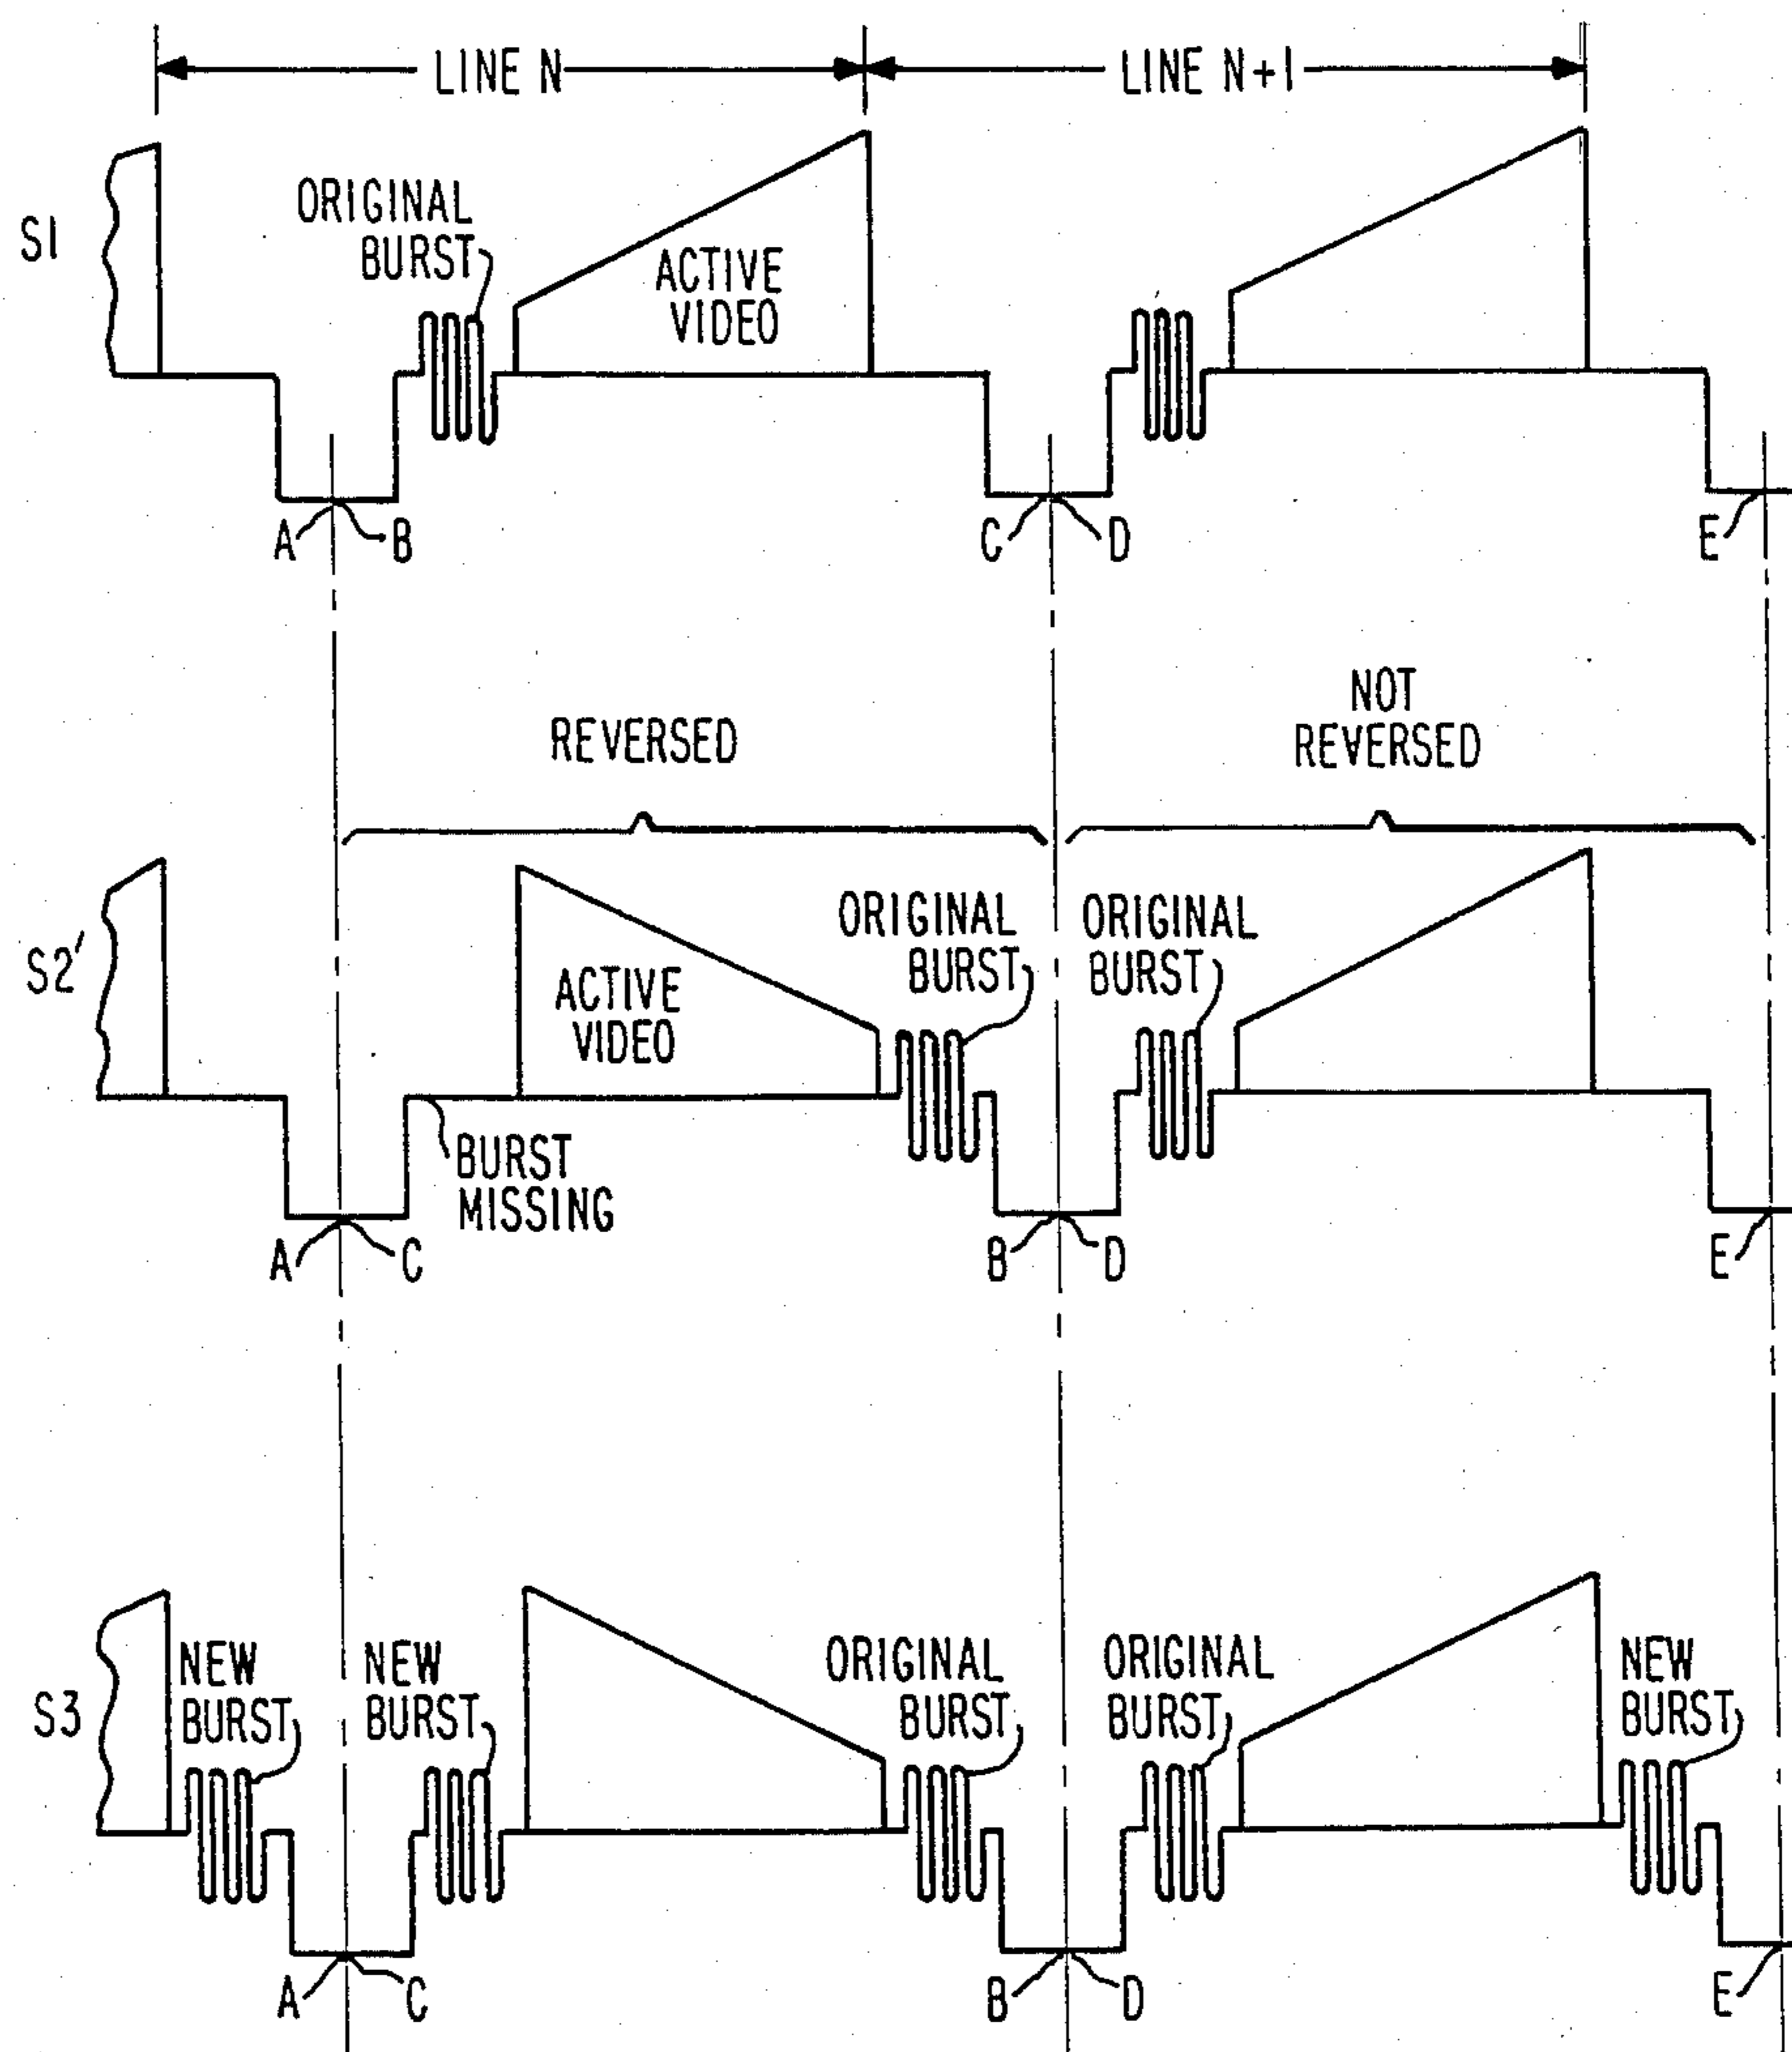 LINE N
LINE N+1
S1
ORIGINAL
BURST
ACTIVE
VIDEO
A
B
C
D
E
REVERSED
NOT
REVERSED
S2'
ACTIVE
VIDEO
ORIGINAL
BURST
ORIGINAL
BURST
BURST
MISSING
A
C
B
D
E
S3
NEW
BURST
NEW
BURST
ORIGINAL
BURST
ORIGINAL
BURST
NEW
BURST
A
C
B
D
E